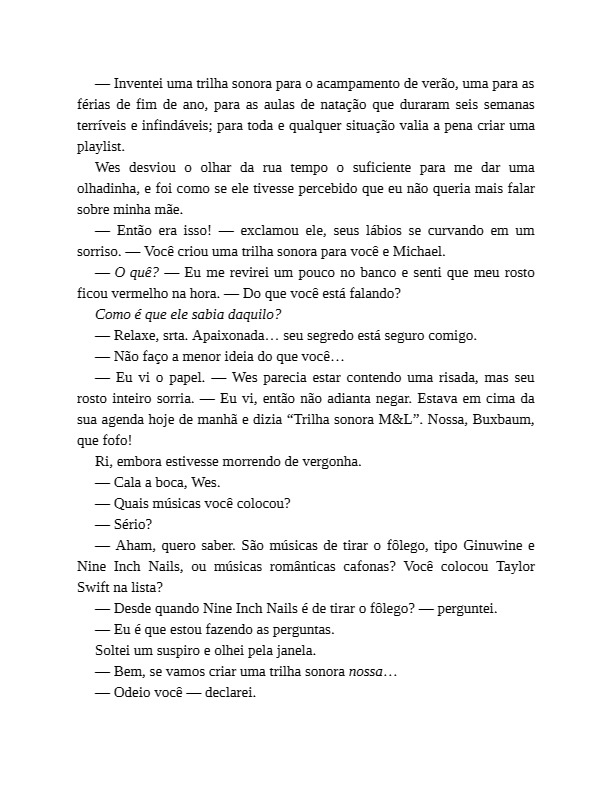 — Inventei uma trilha sonora para o acampamento de verão, uma para as
férias de fim de ano, para as aulas de natação que duraram seis semanas
terríveis e infindáveis; para toda e qualquer situação valia a pena criar uma
playlist.
Wes desviou o olhar da rua tempo o suficiente para me dar uma
olhadinha, e foi como se ele tivesse percebido que eu não queria mais falar
sobre minha mãe.
— Então era isso! — exclamou ele, seus lábios se curvando em um
sorriso. — Você criou uma trilha sonora para você e Michael.
— O quê? — Eu me revirei um pouco no banco e senti que meu rosto
ficou vermelho na hora. — Do que você está falando?
Como é que ele sabia daquilo?
— Relaxe, srta. Apaixonada… seu segredo está seguro comigo.
— Não faço a menor ideia do que você…
— Eu vi o papel. — Wes parecia estar contendo uma risada, mas seu
rosto inteiro sorria. — Eu vi, então não adianta negar. Estava em cima da
sua agenda hoje de manhã e dizia “Trilha sonora M&L”. Nossa, Buxbaum,
que fofo!
Ri, embora estivesse morrendo de vergonha.
— Cala a boca, Wes.
— Quais músicas você colocou?
— Sério?
— Aham, quero saber. São músicas de tirar o fôlego, tipo Ginuwine e
Nine Inch Nails, ou músicas românticas cafonas? Você colocou Taylor
Swift na lista?
— Desde quando Nine Inch Nails é de tirar o fôlego? — perguntei.
— Eu é que estou fazendo as perguntas.
Soltei um suspiro e olhei pela janela.
— Bem, se vamos criar uma trilha sonora nossa…
— Odeio você — declarei.